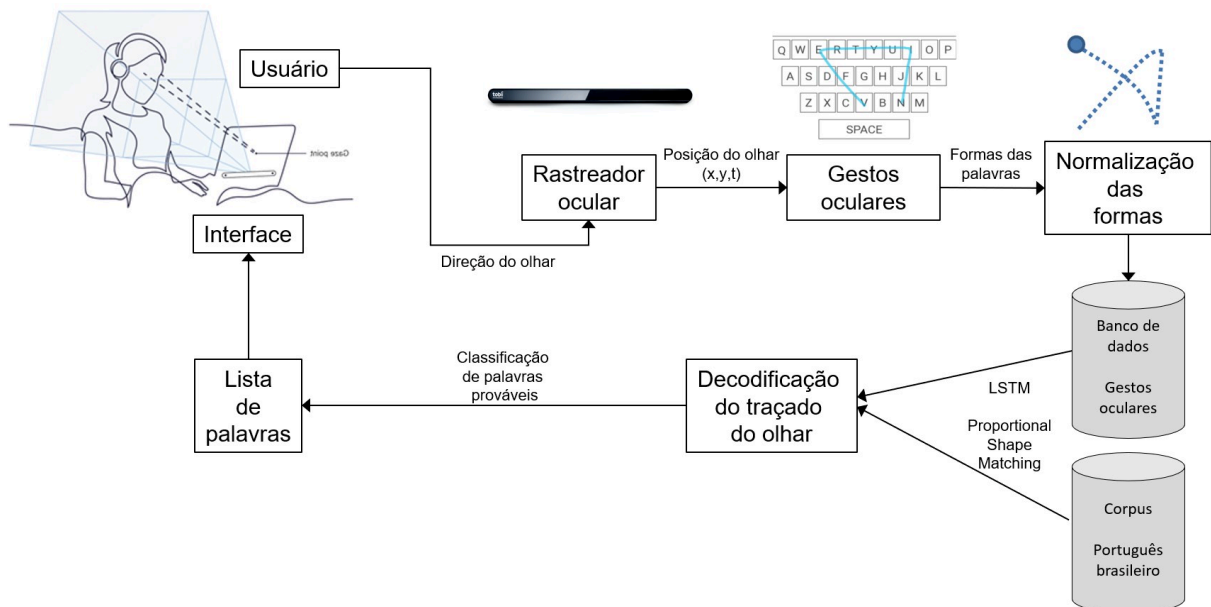 Usuário
Gaze point
Interface
Direção do olhar
tobii
Rastreador
ocular
Posição do olhar
(x,y,t)
Q W E R T Y U I O P
A S D F G H J K L
Z X C V B N M
SPACE
Gestos
oculares
Formas das
palavras
Normalização
das
formas
Banco de
dados
Gestos
oculares
LSTM
Proportional
Shape
Matching
Corpus
Português
brasileiro
Decodificação
do traçado
do olhar
Classificação
de palavras
prováveis
Lista
de
palavras